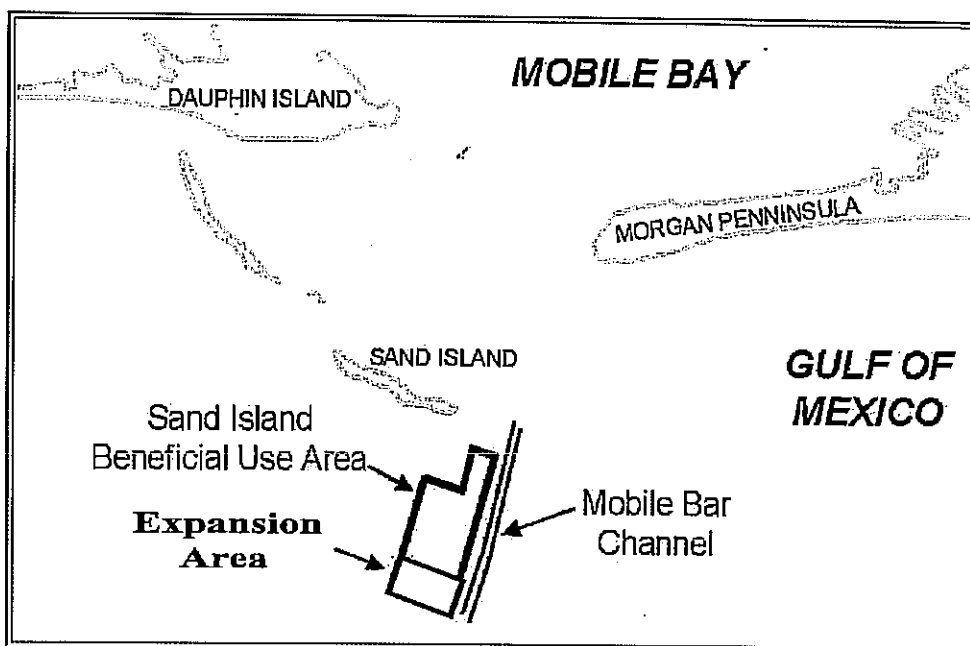 MOBILE BAY
DAUPHIN ISLAND
MORGAN PENNINSULA
SAND ISLAND
GULF OF
MEXICO
Sand Island
Beneficial Use Area
Expansion
Area
Mobile Bar
Channel